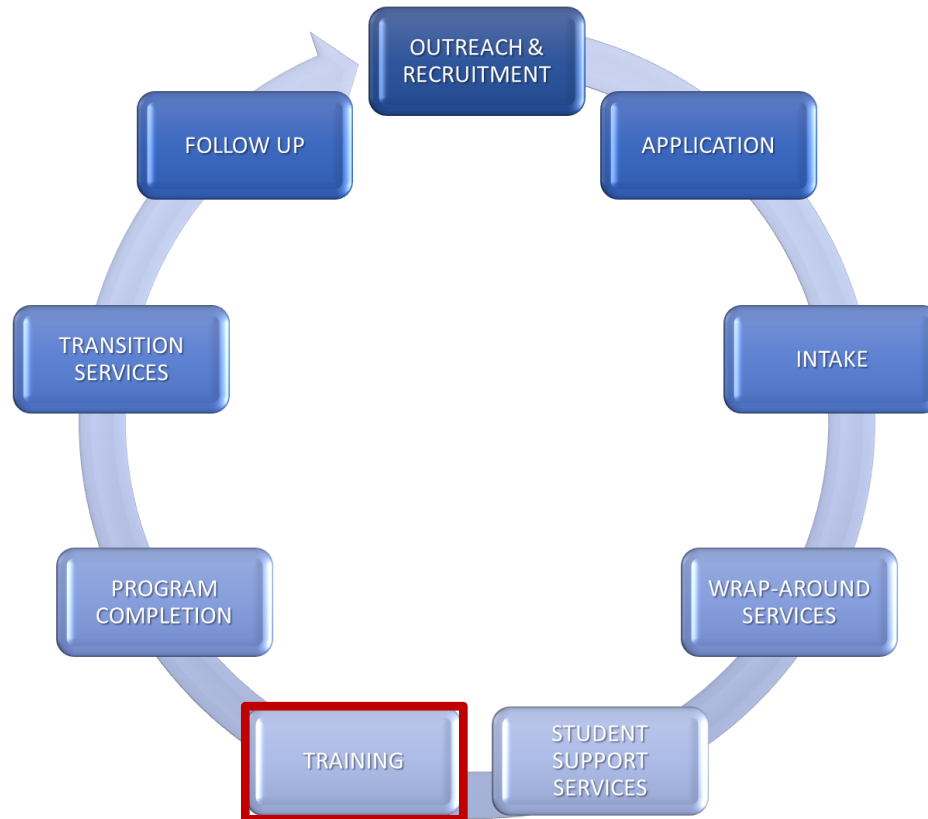 OUTREACH &
RECRUITMENT
APPLICATION
INTAKE
WRAP-AROUND
SERVICES
STUDENT
SUPPORT
SERVICES
TRAINING
PROGRAM
COMPLETION
TRANSITION
SERVICES
FOLLOW UP